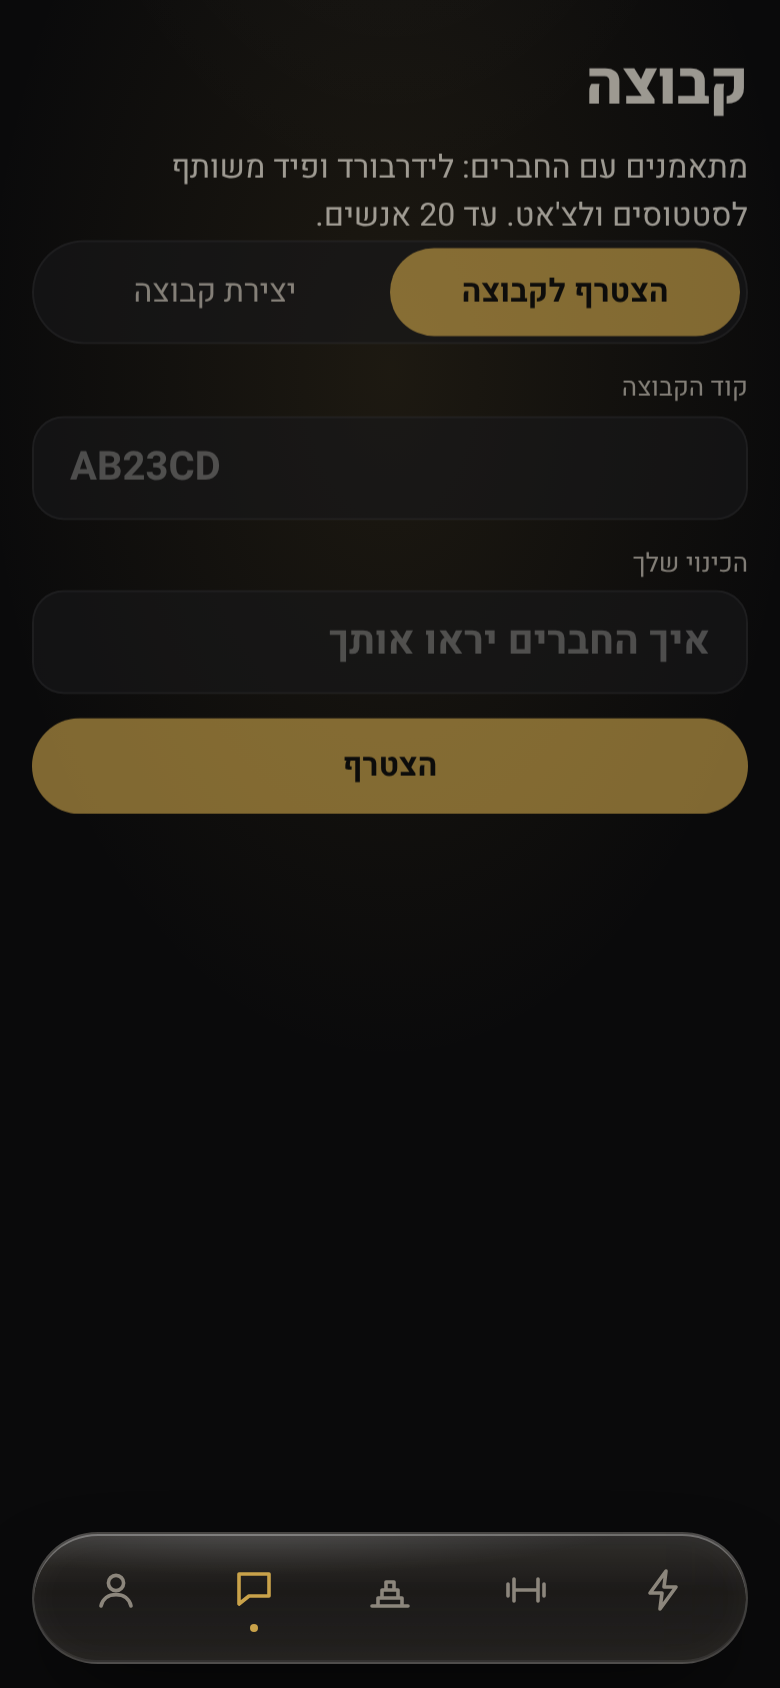 קבוצה
מתאמנים עם החברים: לידרבורד ופיד משותף
לסטטוסים ולצ'אט. עד 20 אנשים.
הצטרף לקבוצה
יצירת קבוצה
קוד הקבוצה
AB23CD
הכינוי שלך
איך החברים יראו אותך
הצטרף